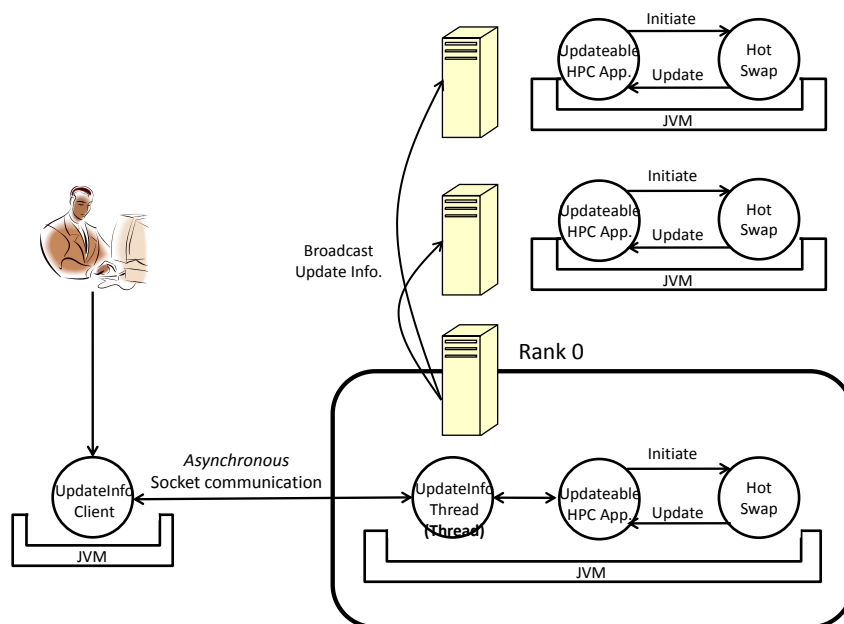 Initiate
Updateable
HPC App.
Hot
Swap
Update
JVM
Initiate
Updateable
HPC App.
Hot
Swap
Update
JVM
Broadcast
Update Info.
Rank 0
Asynchronous
Socket communication
UpdateInfo
Client
JVM
UpdateInfo
Thread
(Thread)
Updateable
HPC App.
Initiate
Hot
Swap
Update
JVM